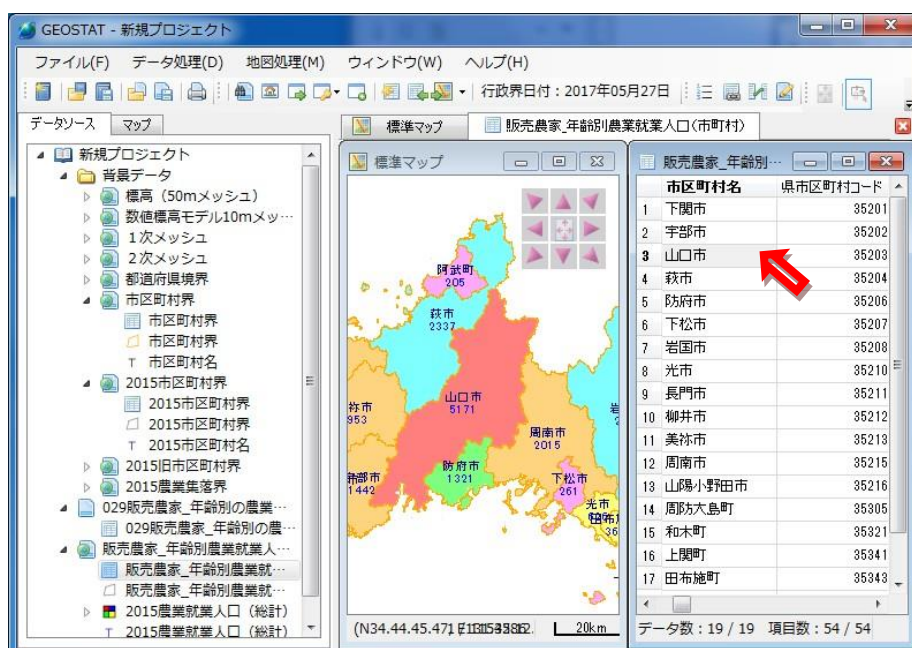 GEOSTAT - 新規プロジェクト
ファイル(F) データ処理(D) 地図処理(M) ウィンドウ(W) ヘルプ(H)
行政界日付：2017年05月27日
データソース マップ
標準マップ 販売農家_年齢別農業就業人口(市町村)
新規プロジェクト
背景データ
標高（50mメッシュ）
数値標高モデル10mメッ…
１次メッシュ
２次メッシュ
都道府県境界
市区町村界
市区町村界
市区町村界
T 市区町村名
2015市区町村界
2015市区町村界
2015市区町村界
T 2015市区町村名
2015旧市区町村界
2015農業集落界
029販売農家_年齢別の農業…
029販売農家_年齢別の農…
販売農家_年齢別農業就業人…
販売農家_年齢別農業就…
販売農家_年齢別農業就…
2015農業就業人口（総計）
T 2015農業就業人口（総計）
標準マップ
阿武町
205
萩市
2337
山口市
5171
祢市
953
周南市
2015
防府市
1321
部市
1442
下松市
261
光市
20km
販売農家_年齢別…
市区町村名 県市区町村コード
1 下関市 35201
2 宇部市 35202
3 山口市 35203
4 萩市 35204
5 防府市 35206
6 下松市 35207
7 岩国市 35208
8 光市 35210
9 長門市 35211
10 柳井市 35212
11 美祢市 35213
12 周南市 35215
13 山陽小野田市 35216
14 周防大島町 35305
15 和木町 35321
16 上関町 35341
17 田布施町 35343
データ数：19 / 19 項目数：54 / 54